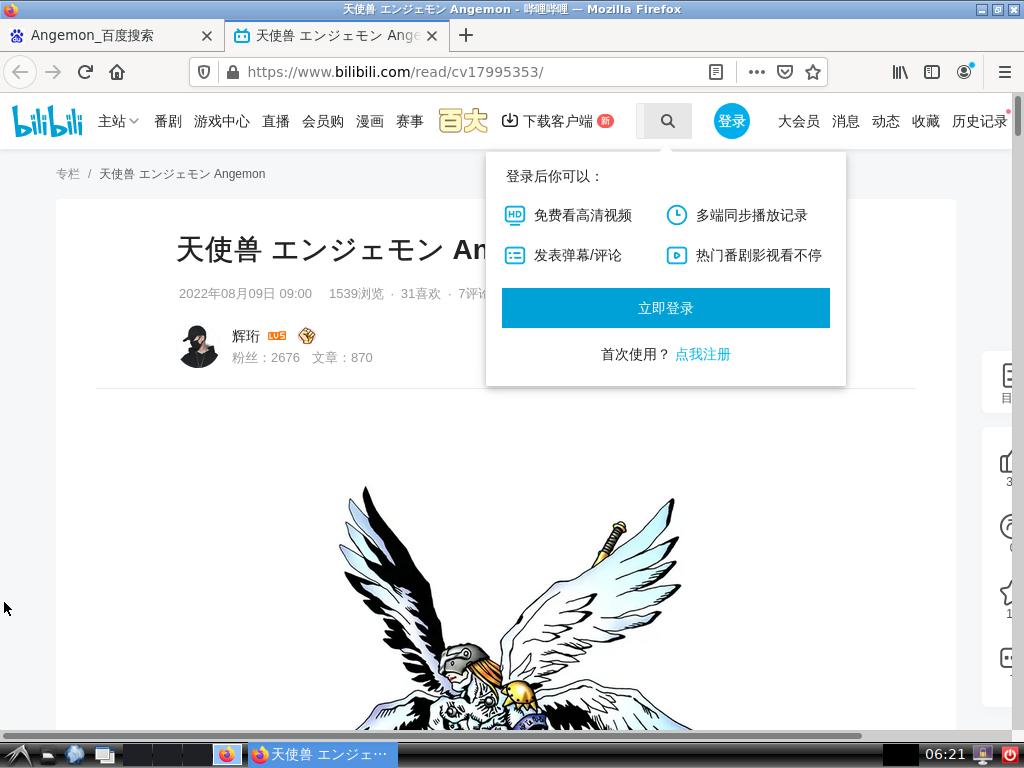 天使兽 エンジェモン Angemon - 哔哩哔哩 — Mozilla Firefox
Angemon_百度搜索
天使兽 エンジェモン Ange
https://www.bilibili.com/read/cv17995353/
bilibili 主站 番剧 游戏中心 直播 会员购 漫画 赛事 百大 下载客户端 新 登录 大会员 消息 动态 收藏 历史记录
专栏 / 天使兽 エンジェモン Angemon
登录后你可以：
HD 免费看高清视频 多端同步播放记录
发表弹幕/评论 热门番剧影视看不停
立即登录
首次使用？ 点我注册
天使兽 エンジェモン An
2022年08月09日 09:00 1539浏览 · 31喜欢 · 7评论
辉珩 LV5
粉丝：2676 文章：870
目
3
1
天使兽 エンジェ···
06:21